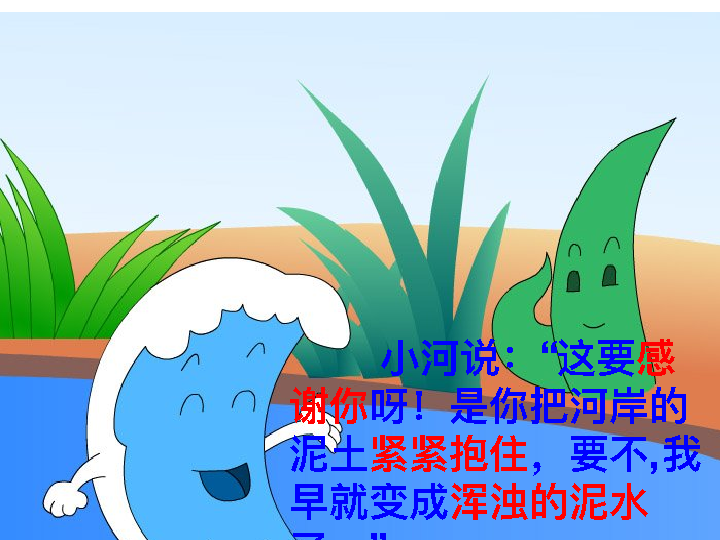 小河说：“这要感
谢你呀！是你把河岸的
泥土紧紧抱住，要不,我
早就变成浑浊的泥水
了。”